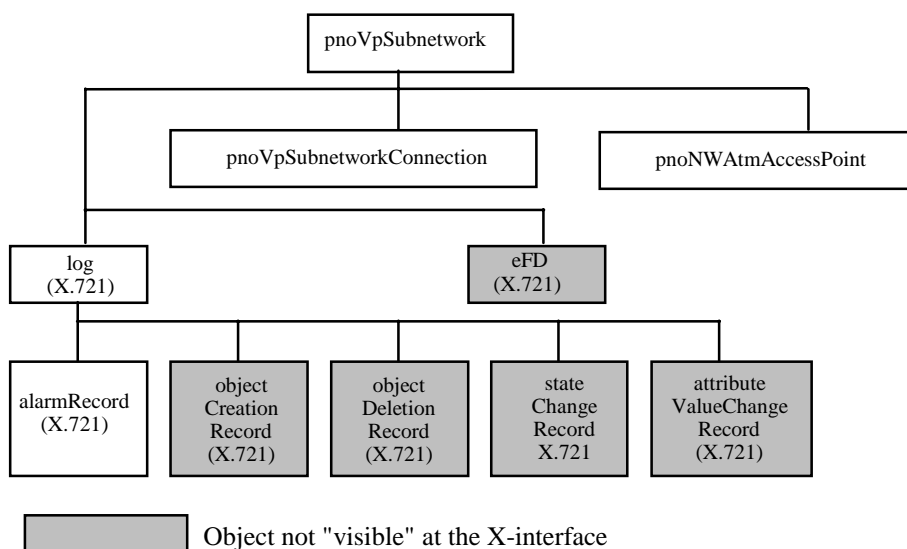 pnoVpSubnetwork
pnoVpSubnetworkConnection
pnoNWAtmAccessPoint
log
(X.721)
eFD
(X.721)
alarmRecord
(X.721)
object
Creation
Record
(X.721)
object
Deletion
Record
(X.721)
state
Change
Record
X.721
attribute
ValueChange
Record
(X.721)
Object not "visible" at the X-interface